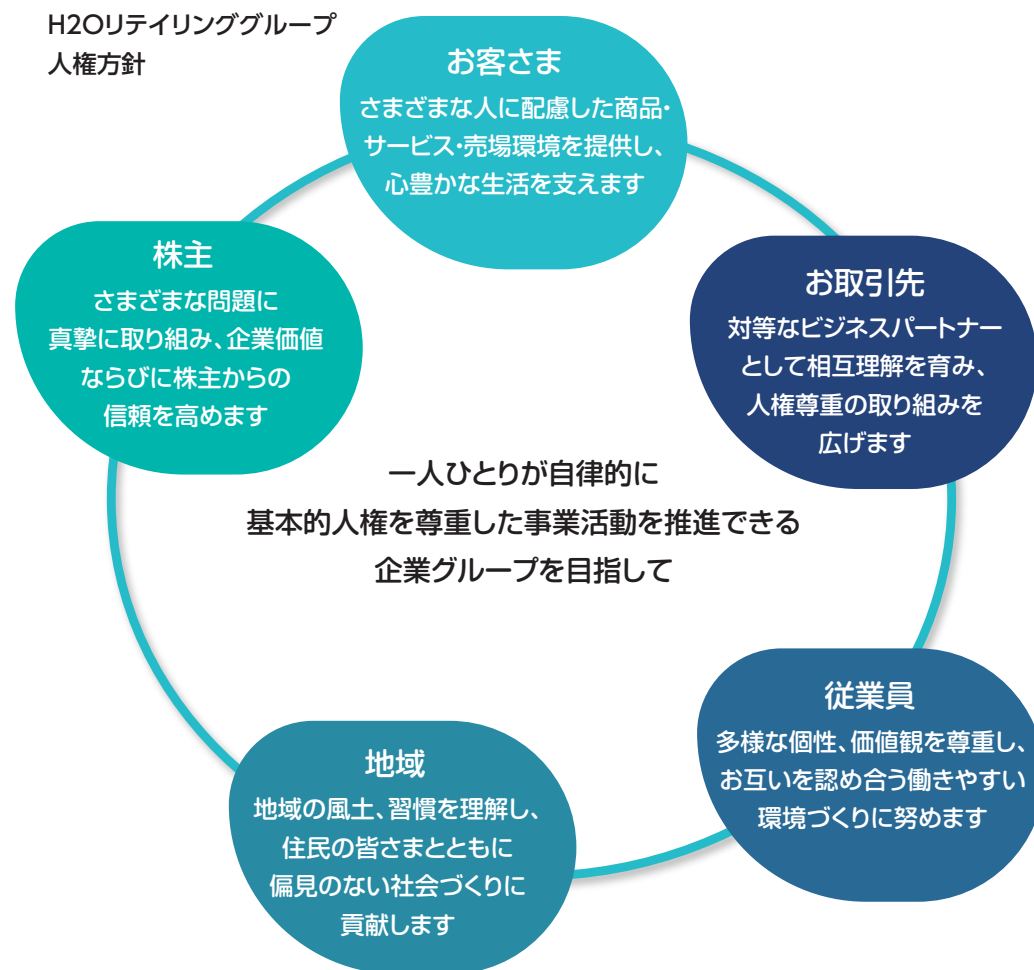 H2Oリテイリンググループ
人権方針
お客さま
さまざまな人に配慮した商品・
サービス・売場環境を提供し、
心豊かな生活を支えます
お取引先
対等なビジネスパートナー
として相互理解を育み、
人権尊重の取り組みを
広げます
従業員
多様な個性、価値観を尊重し、
お互いを認め合う働きやすい
環境づくりに努めます
地域
地域の風土、習慣を理解し、
住民の皆さまとともに
偏見のない社会づくりに
貢献します
株主
さまざまな問題に
真摯に取り組み、企業価値
ならびに株主からの
信頼を高めます
一人ひとりが自律的に
基本的人権を尊重した事業活動を推進できる
企業グループを目指して